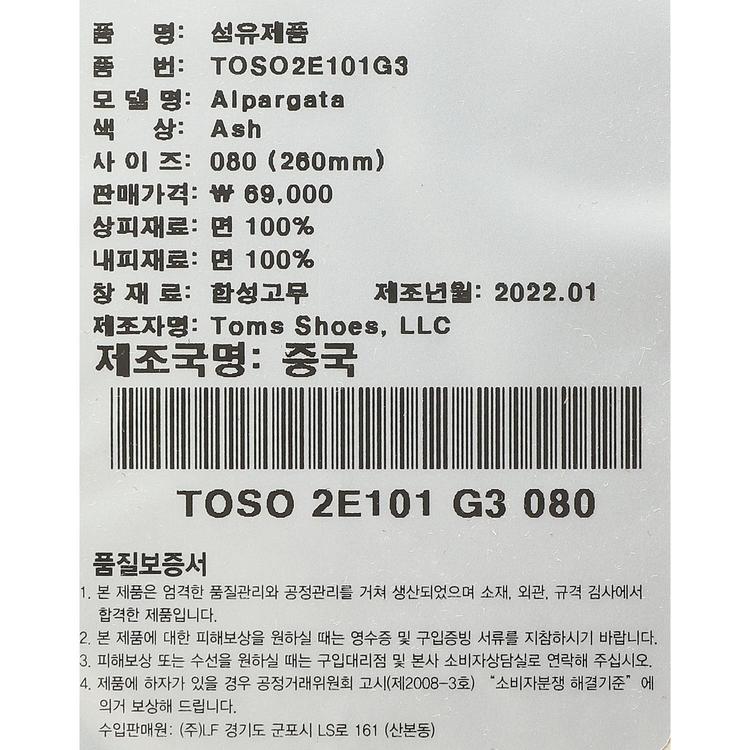 품 명: 섬유제품
품 번: TOSO2E101G3
모 델 명: Alpargata
색 상: Ash
사 이 즈: 080 (260mm)
판매가격: ₩ 69,000
상피재료: 면 100%
내피재료: 면 100%
창 재 료: 합성고무 제조년월: 2022.01
제조자명: Toms Shoes, LLC
제조국명: 중국
TOSO 2E101 G3 080
품질보증서
1. 본 제품은 엄격한 품질관리와 공정관리를 거쳐 생산되었으며 소재, 외관, 규격 검사에서
합격한 제품입니다.
2. 본 제품에 대한 피해보상을 원하실 때는 영수증 및 구입증빙 서류를 지참하시기 바랍니다.
3. 피해보상 또는 수선을 원하실 때는 구입대리점 및 본사 소비자상담실로 연락해 주십시오.
4. 제품에 하자가 있을 경우 공정거래위원회 고시(제2008-3호) “소비자분쟁 해결기준” 에
의거 보상해 드립니다.
수입판매원: (주)LF 경기도 군포시 LS로 161 (산본동)